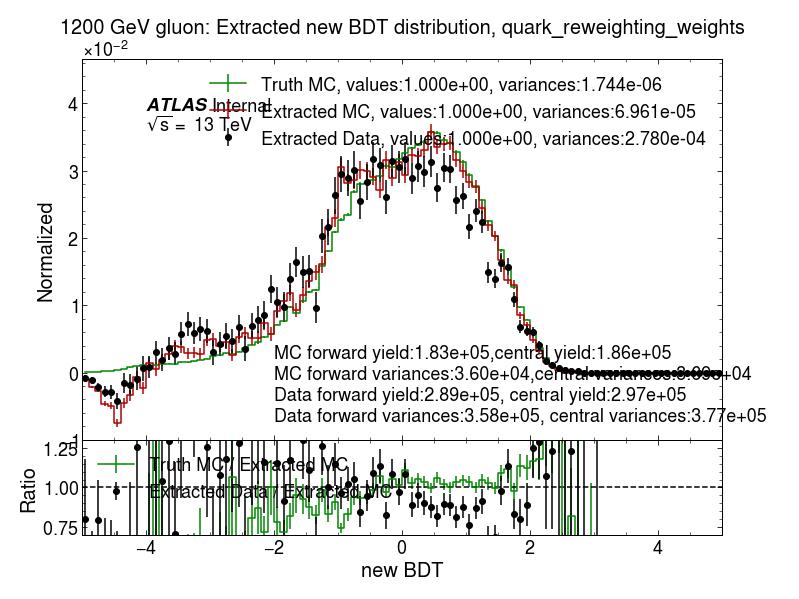 1200 GeV gluon: Extracted new BDT distribution, quark_reweighting_weights
×10−2
Truth MC, values:1.000e+00, variances:1.744e-06
ATLAS Internal
Extracted MC, values:1.000e+00, variances:6.961e-05
√s = 13 TeV
Extracted Data, values:1.000e+00, variances:2.780e-04
4
3
2
1
0
Normalized
MC forward yield:1.83e+05,central yield:1.86e+05
MC forward variances:3.60e+04,central
Data forward yield:2.89e+05, central yield:2.97e+05
Data forward variances:3.58e+05, central variances:3.77e+05
1.25
1.00
0.75
Ratio
Truth MC / Extracted MC
Extracted Data / Extracted MC
−4
−2
0
2
4
new BDT